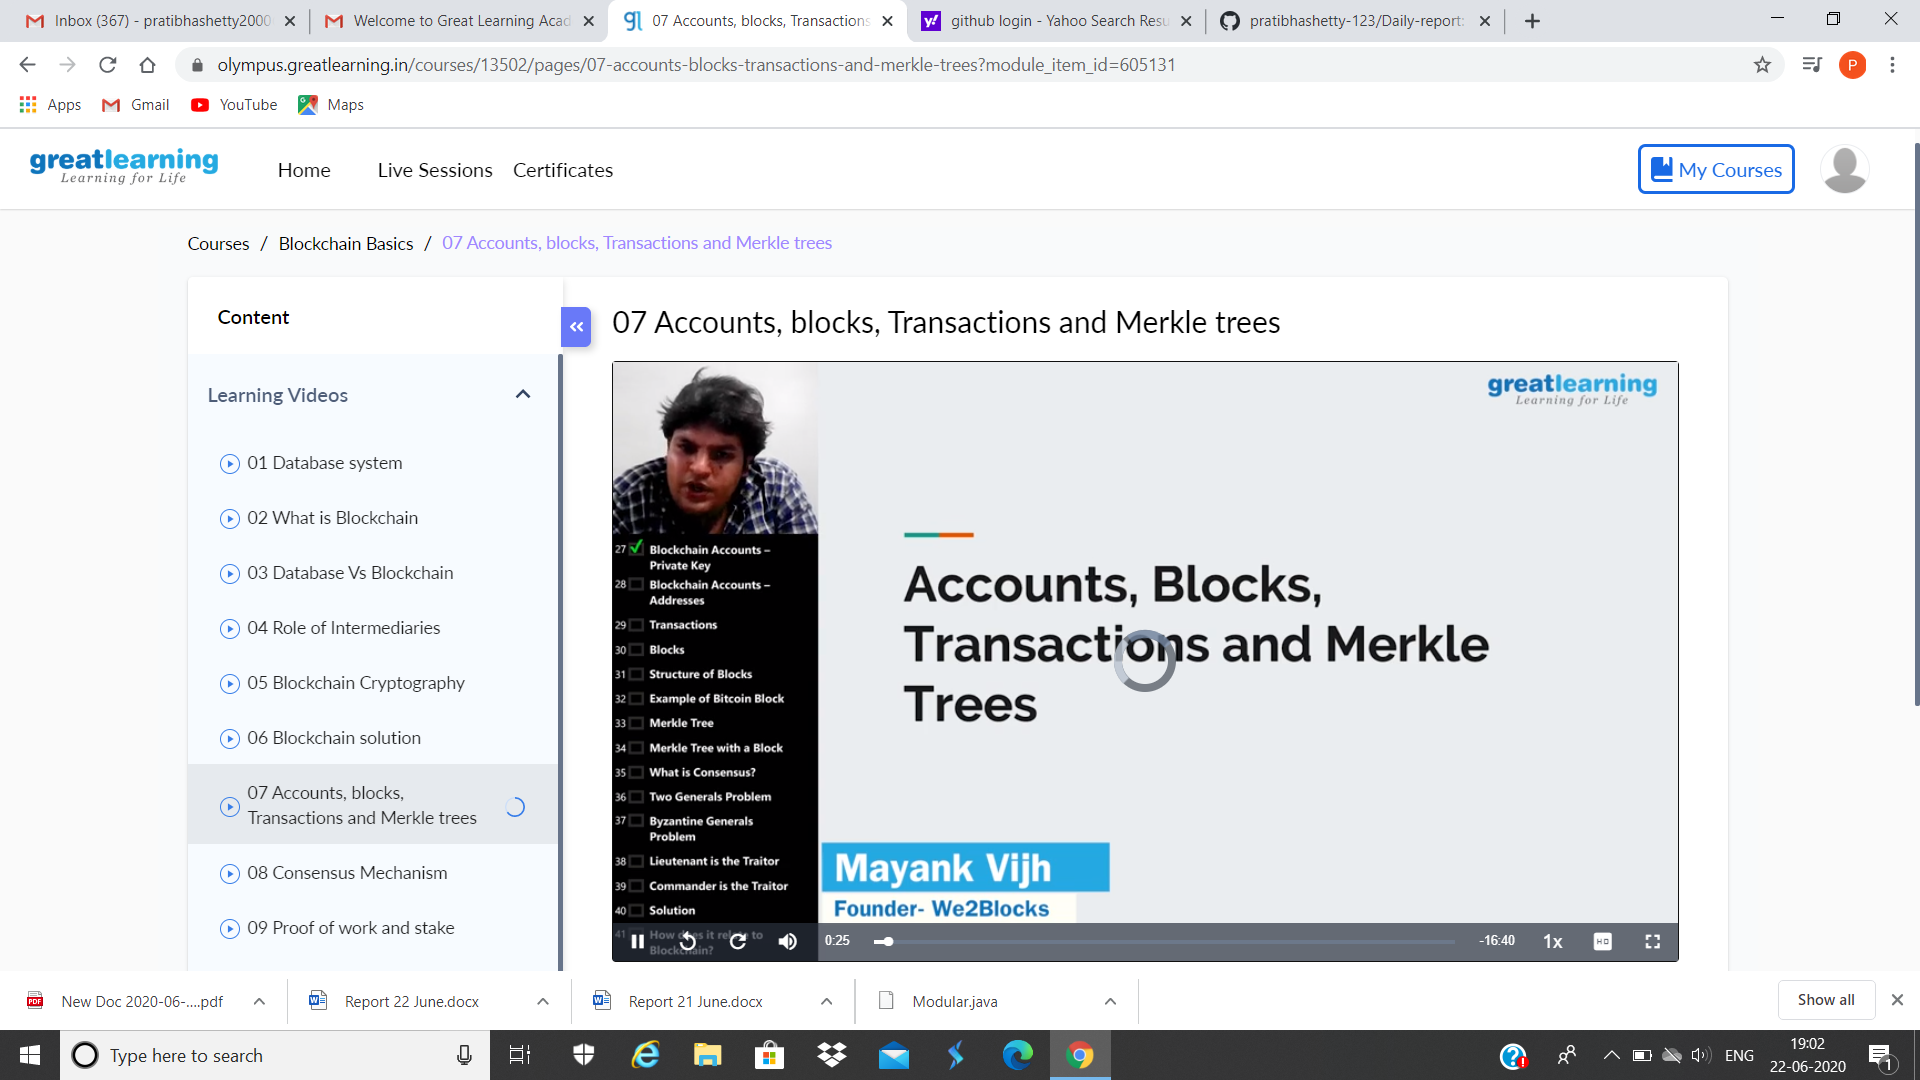 Inbox (367) - pratibhashetty2000
Welcome to Great Learning Acad
07 Accounts, blocks, Transactions
github login - Yahoo Search Resu
pratibhashetty-123/Daily-report:
olympus.greatlearning.in/courses/13502/pages/07-accounts-blocks-transactions-and-merkle-trees?module_item_id=605131
P
Apps
Gmail
YouTube
Maps
greatlearning
Learning for Life
Home
Live Sessions
Certificates
My Courses
Courses / Blockchain Basics / 07 Accounts, blocks, Transactions and Merkle trees
Content
Learning Videos
01 Database system
02 What is Blockchain
03 Database Vs Blockchain
04 Role of Intermediaries
05 Blockchain Cryptography
06 Blockchain solution
07 Accounts, blocks,
Transactions and Merkle trees
08 Consensus Mechanism
09 Proof of work and stake
07 Accounts, blocks, Transactions and Merkle trees
greatlearning
Learning for Life
27 Blockchain Accounts –
Private Key
28 Blockchain Accounts –
Addresses
29 Transactions
30 Blocks
31 Structure of Blocks
32 Example of Bitcoin Block
33 Merkle Tree
34 Merkle Tree with a Block
35 What is Consensus?
36 Two Generals Problem
37 Byzantine Generals
Problem
38 Lieutenant is the Traitor
39 Commander is the Traitor
40 Solution
41 How does it relate to
Blockchain?
Accounts, Blocks,
Transactions and Merkle
Trees
Mayank Vijh
Founder- We2Blocks
0:25
-16:40
1x
HD
New Doc 2020-06-....pdf
Report 22 June.docx
Report 21 June.docx
Modular.java
Show all
Type here to search
ENG
19:02
22-06-2020
1